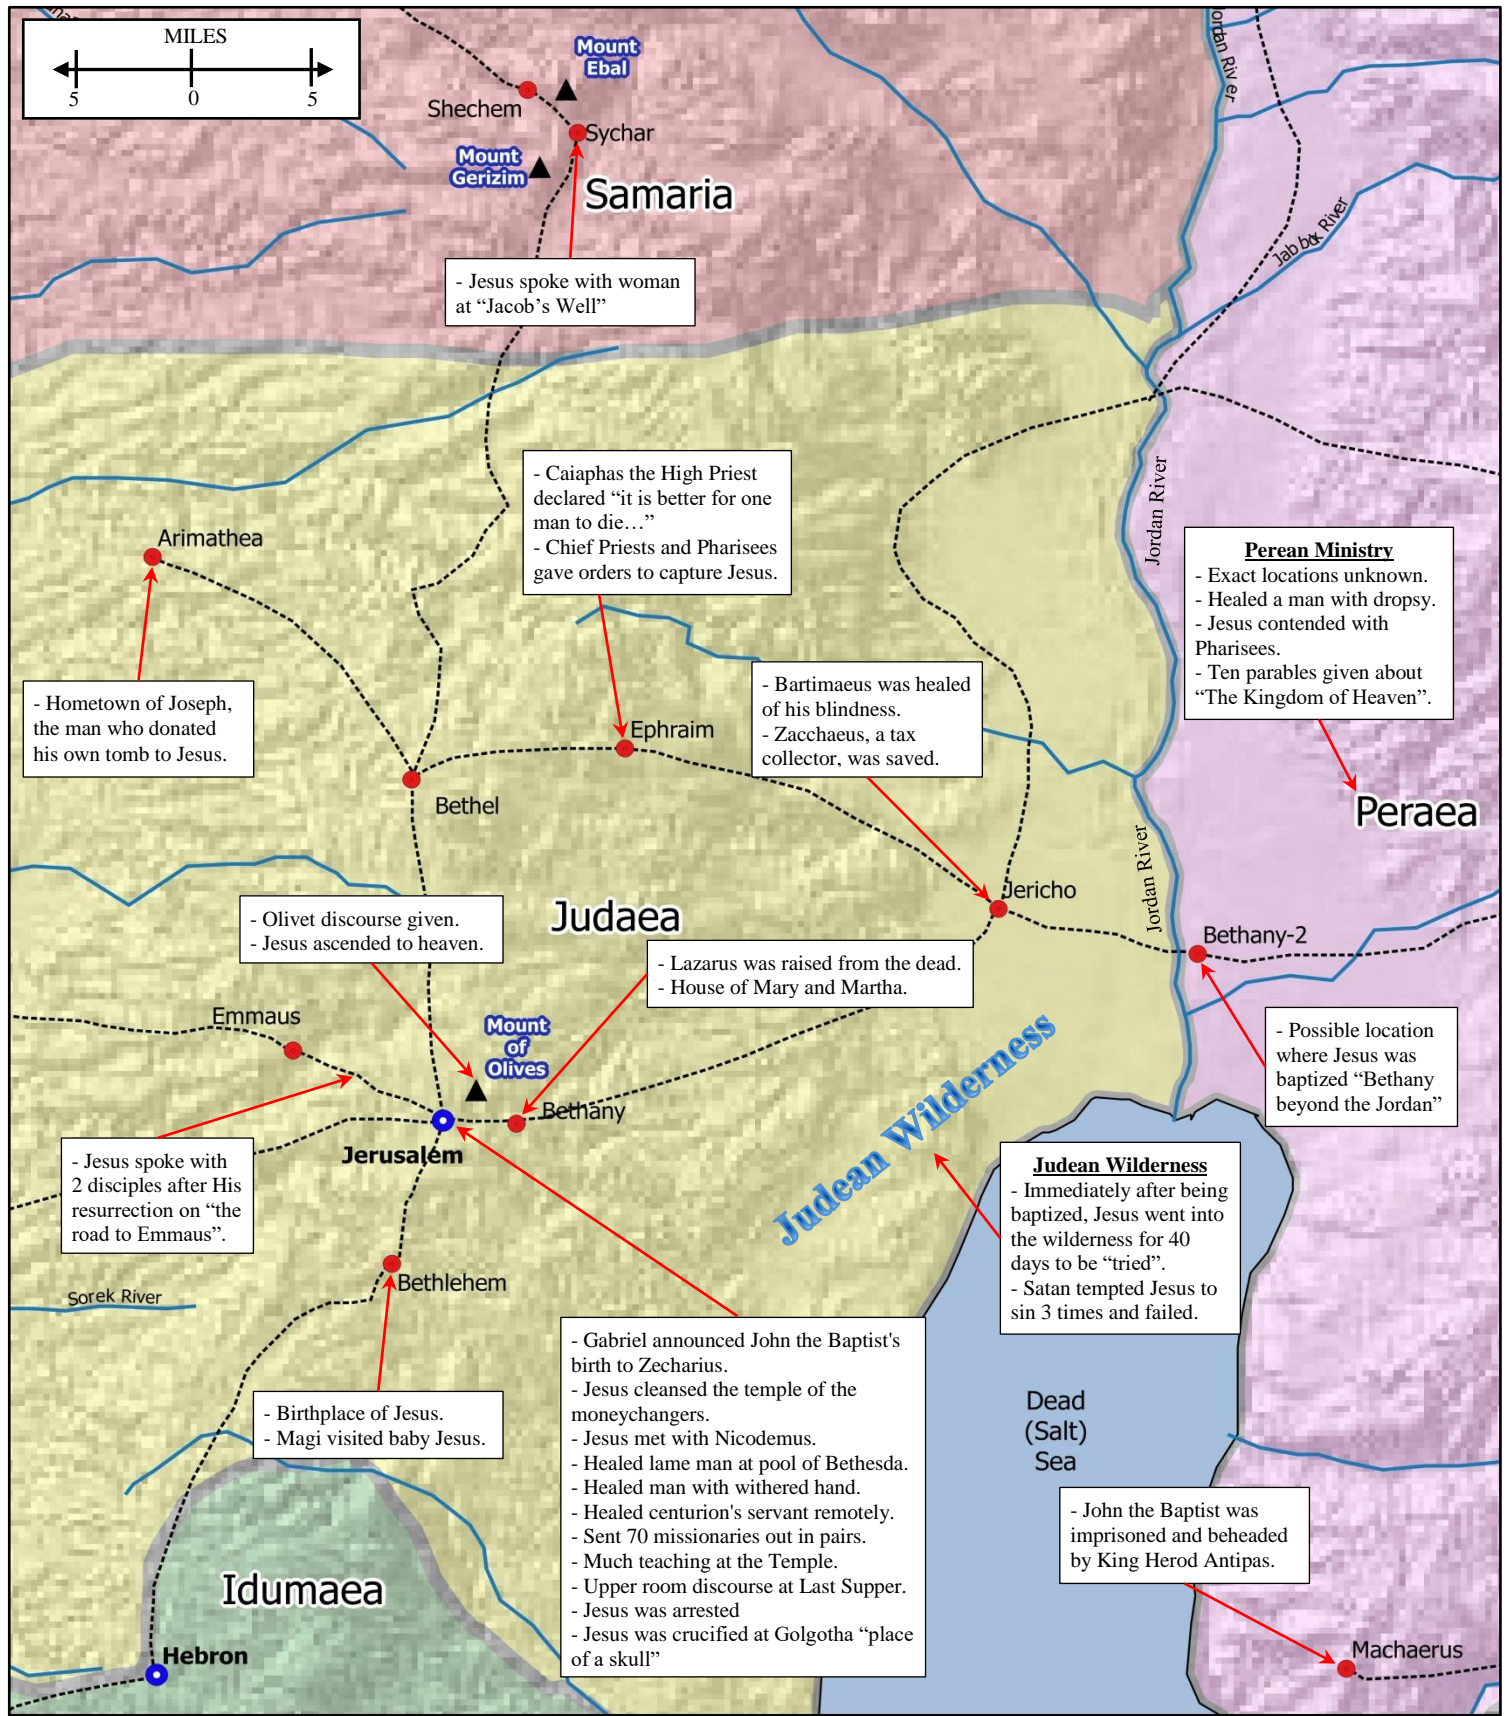 MILES
5 0 5
Jordan River
Mount
Ebal
Shechem
Sychar
Mount
Gerizim
Samaria
Jabbok River
- Jesus spoke with woman
at “Jacob’s Well”
- Caiaphas the High Priest
declared “it is better for one
man to die…”
- Chief Priests and Pharisees
gave orders to capture Jesus.
Jordan River
Arimathea
Perean Ministry
- Exact locations unknown.
- Healed a man with dropsy.
- Jesus contended with
Pharisees.
- Ten parables given about
“The Kingdom of Heaven”.
- Hometown of Joseph,
the man who donated
his own tomb to Jesus.
- Bartimaeus was healed
of his blindness.
- Zacchaeus, a tax
collector, was saved.
Ephraim
Bethel
Peraea
Jordan River
Jericho
- Olivet discourse given.
- Jesus ascended to heaven.
Judaea
Bethany-2
- Lazarus was raised from the dead.
- House of Mary and Martha.
Emmaus
Mount
of
Olives
- Possible location
where Jesus was
baptized “Bethany
beyond the Jordan”
Bethany
Jerusalem
Judean Wilderness
- Jesus spoke with
2 disciples after His
resurrection on “the
road to Emmaus”.
Judean Wilderness
- Immediately after being
baptized, Jesus went into
the wilderness for 40
days to be “tried”.
- Satan tempted Jesus to
sin 3 times and failed.
Bethlehem
Sorek River
- Gabriel announced John the Baptist's
birth to Zecharius.
- Jesus cleansed the temple of the
moneychangers.
- Jesus met with Nicodemus.
- Healed lame man at pool of Bethesda.
- Healed man with withered hand.
- Healed centurion's servant remotely.
- Sent 70 missionaries out in pairs.
- Much teaching at the Temple.
- Upper room discourse at Last Supper.
- Jesus was arrested
- Jesus was crucified at Golgotha “place
of a skull”
- Birthplace of Jesus.
- Magi visited baby Jesus.
Dead
(Salt)
Sea
- John the Baptist was
imprisoned and beheaded
by King Herod Antipas.
Idumaea
Hebron
Machaerus